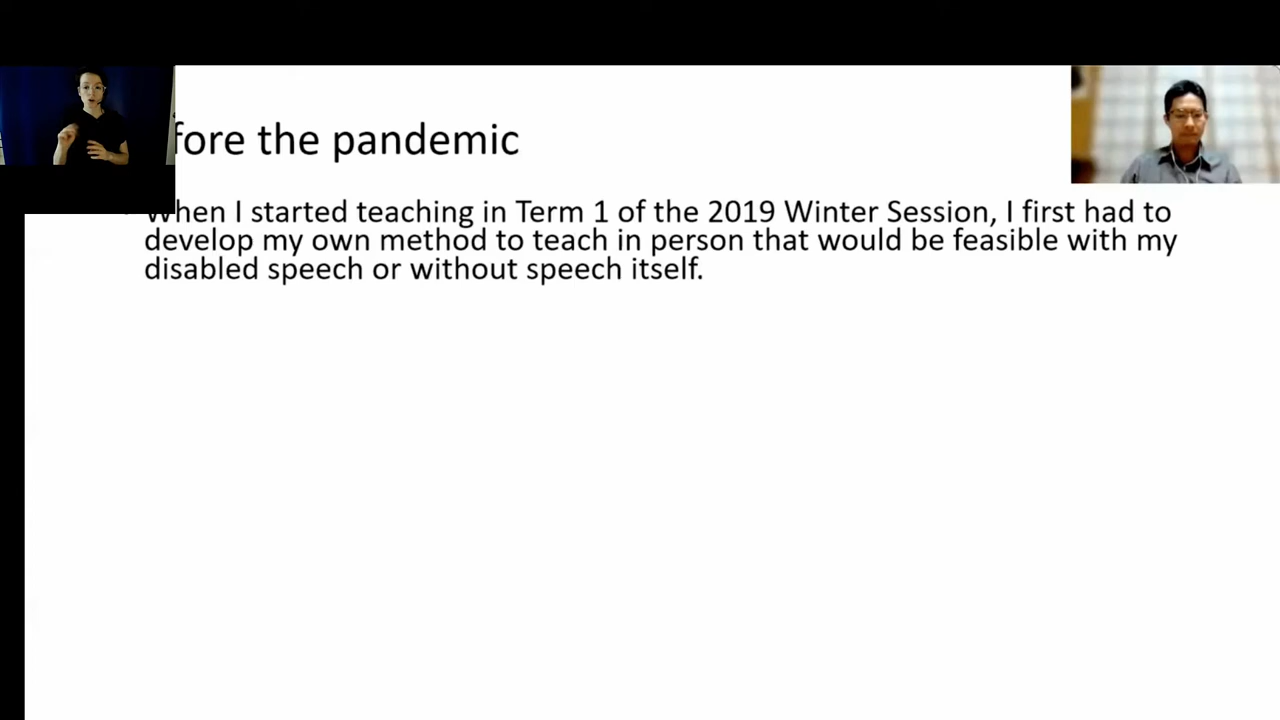 fore the pandemic
When I started teaching in Term 1 of the 2019 Winter Session, I first had to
develop my own method to teach in person that would be feasible with my
disabled speech or without speech itself.